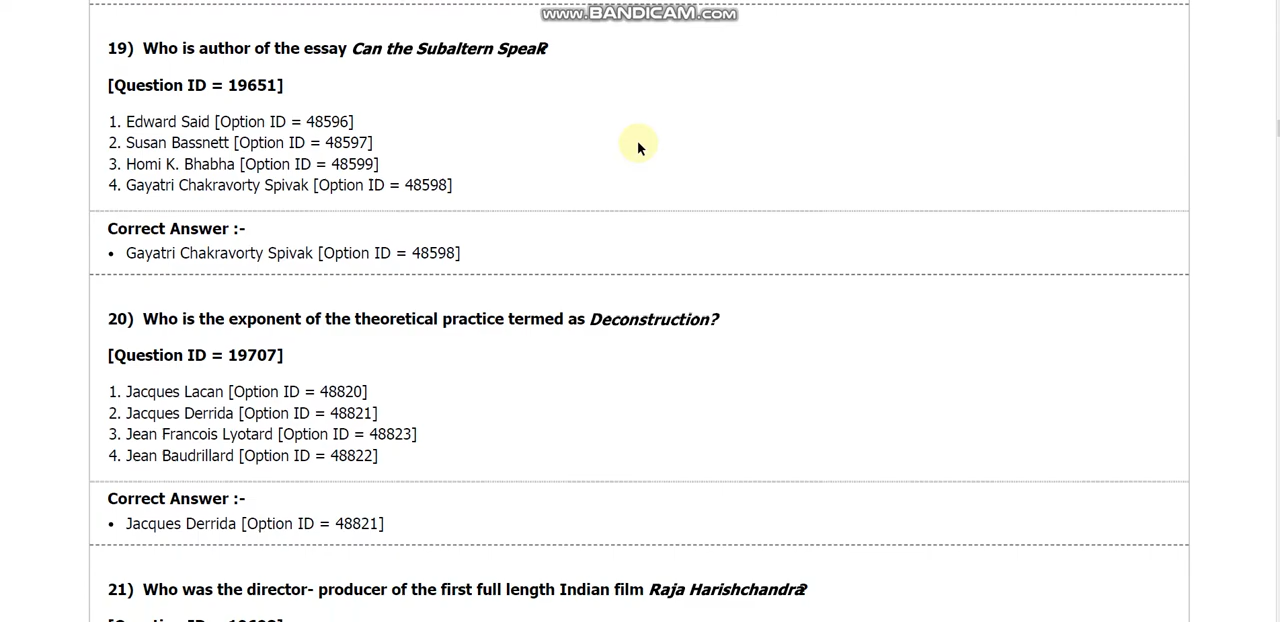 www.BANDICAM.com
19) Who is author of the essay Can the Subaltern Speak?
[Question ID = 19651]
1. Edward Said [Option ID = 48596]
2. Susan Bassnett [Option ID = 48597]
3. Homi K. Bhabha [Option ID = 48599]
4. Gayatri Chakravorty Spivak [Option ID = 48598]
Correct Answer :-
• Gayatri Chakravorty Spivak [Option ID = 48598]
20) Who is the exponent of the theoretical practice termed as Deconstruction?
[Question ID = 19707]
1. Jacques Lacan [Option ID = 48820]
2. Jacques Derrida [Option ID = 48821]
3. Jean Francois Lyotard [Option ID = 48823]
4. Jean Baudrillard [Option ID = 48822]
Correct Answer :-
• Jacques Derrida [Option ID = 48821]
21) Who was the director- producer of the first full length Indian film Raja Harishchandra?